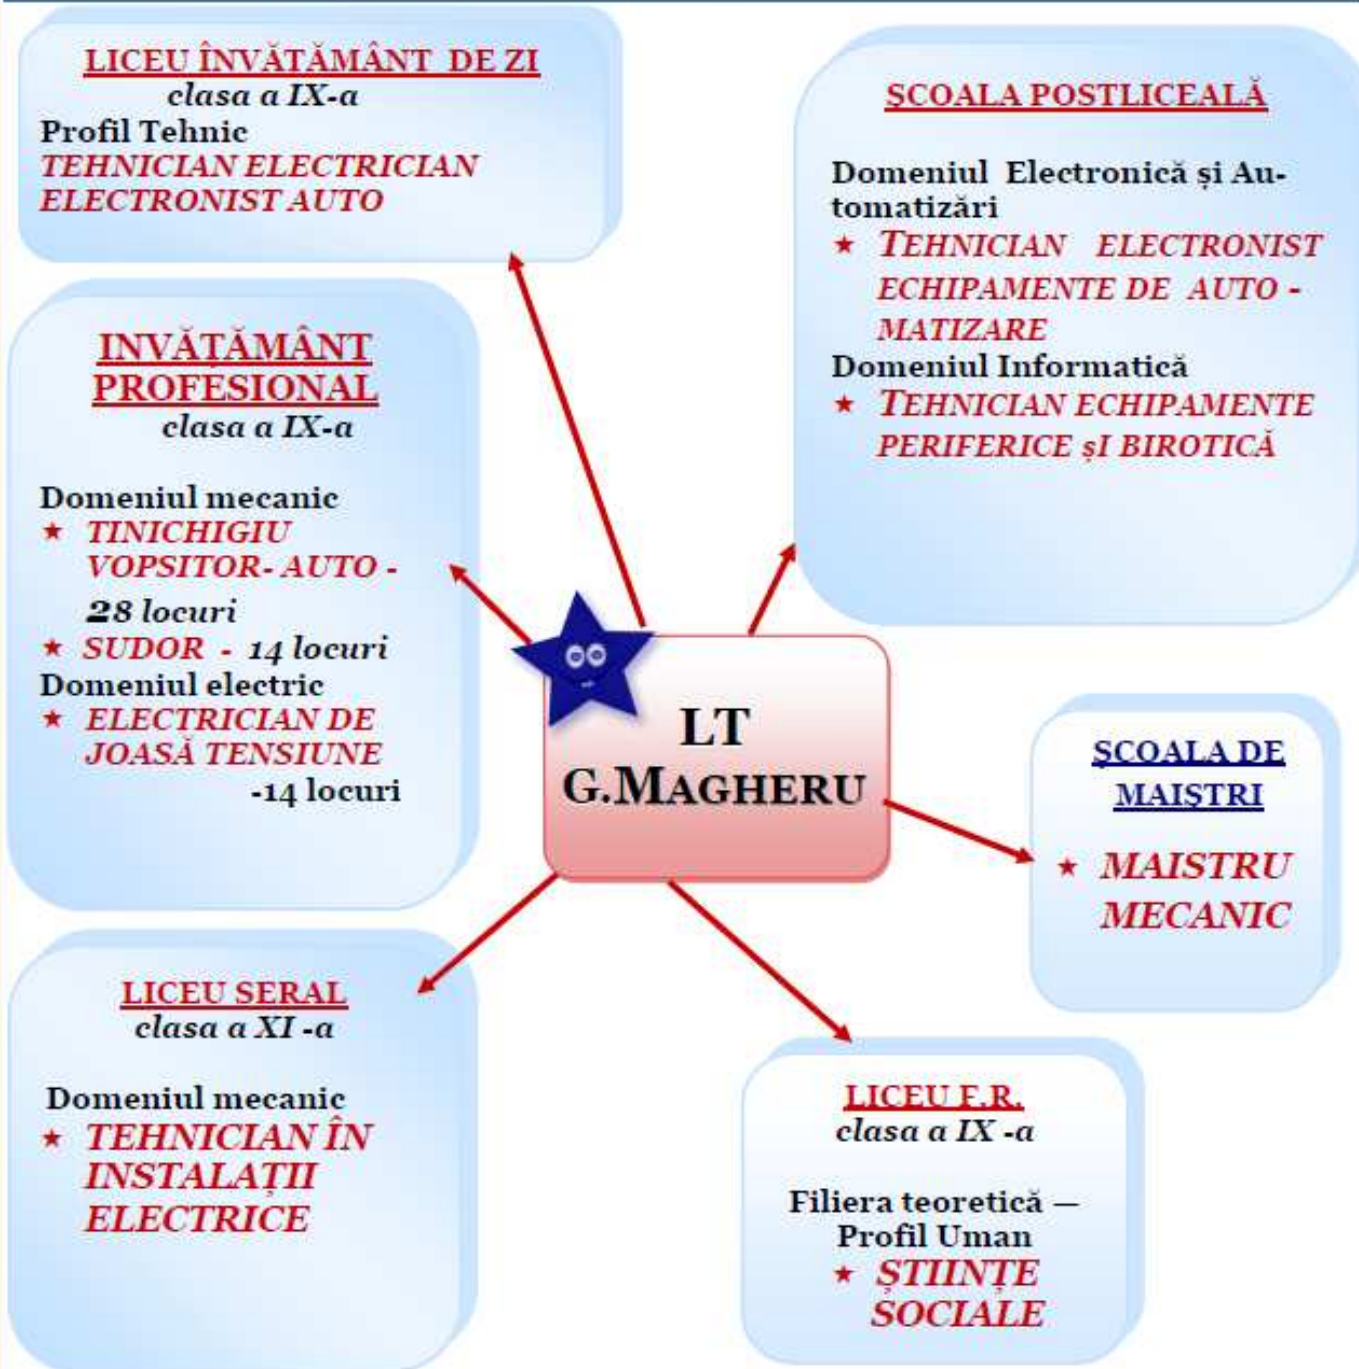 LICEU ÎNVĂȚĂMÂNT DE ZI
clasa a IX-a
Profil Tehnic
TEHNICIAN ELECTRICIAN
ELECTRONIST AUTO
ȘCOALA POSTLICEALĂ
Domeniul Electronică și Au-
tomatizări
★ TEHNICIAN ELECTRONIST
ECHIPAMENTE DE AUTO -
MATIZARE
Domeniul Informatică
★ TEHNICIAN ECHIPAMENTE
PERIFERICE șI BIROTICĂ
INVĂȚĂMÂNT
PROFESIONAL
clasa a IX-a
Domeniul mecanic
★ TINICHIGIU
VOPSITOR- AUTO -
28 locuri
★ SUDOR - 14 locuri
Domeniul electric
★ ELECTRICIAN DE
JOASĂ TENSIUNE
-14 locuri
LT
G.MAGHERU
ȘCOALA DE
MAIȘTRI
★ MAISTRU
MECANIC
LICEU SERAL
clasa a XI -a
Domeniul mecanic
★ TEHNICIAN ÎN
INSTALAȚII
ELECTRICE
LICEU F.R.
clasa a IX -a
Filiera teoretică —
Profil Uman
★ ȘTIINȚE
SOCIALE